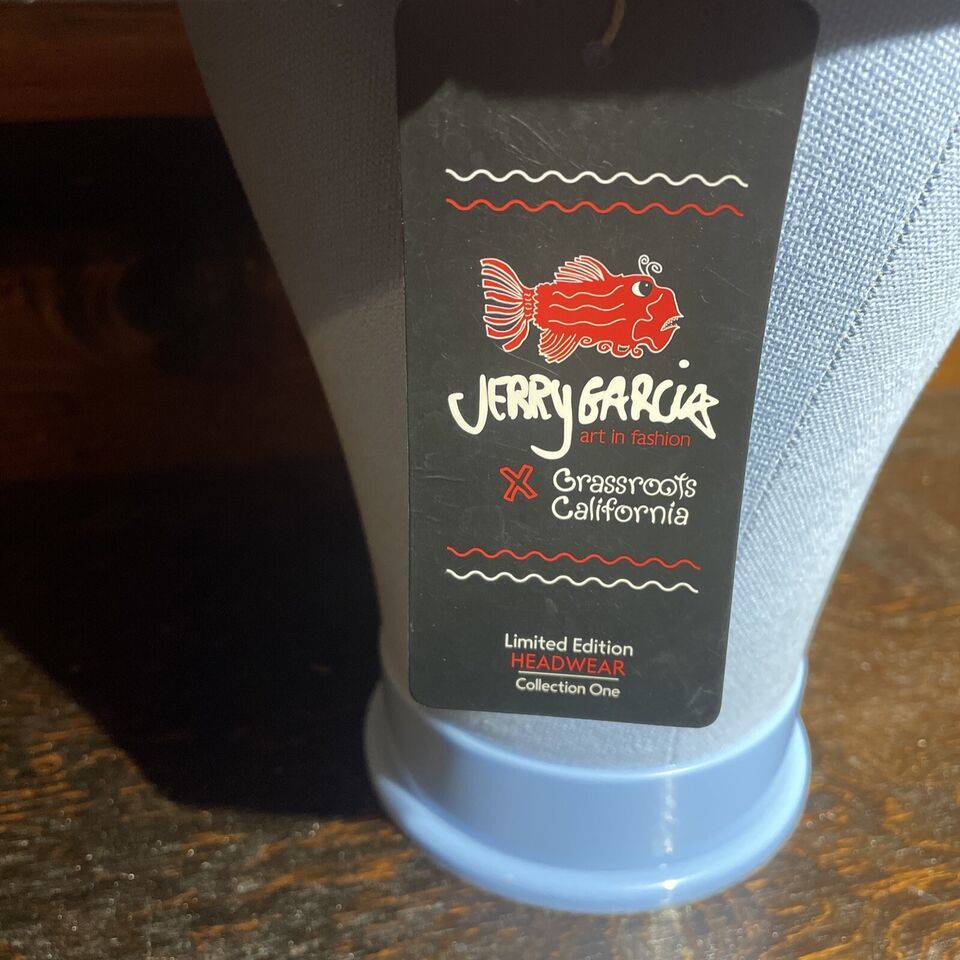 JERRY GARCIA
art in fashion
X Grassroots
California
Limited Edition
HEADWEAR
Collection One